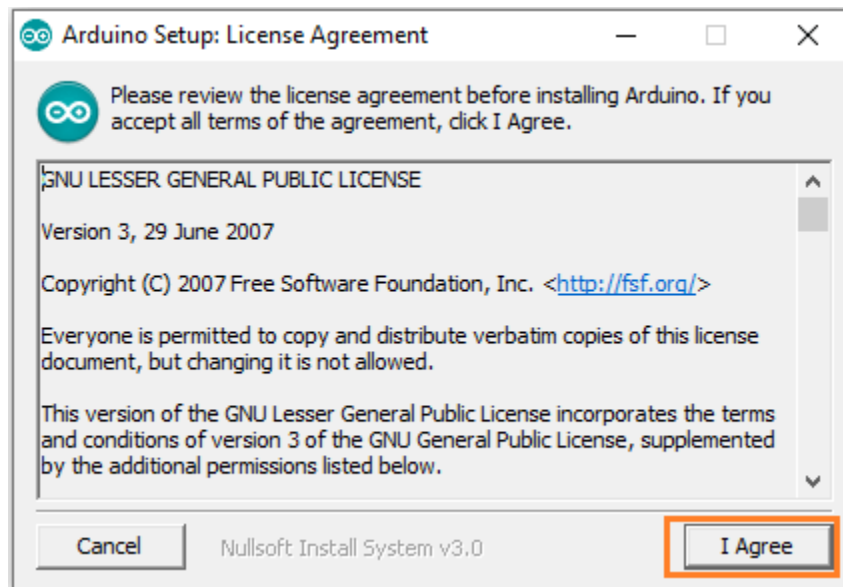 Arduino Setup: License Agreement
Please review the license agreement before installing Arduino. If you
accept all terms of the agreement, click I Agree.
GNU LESSER GENERAL PUBLIC LICENSE
Version 3, 29 June 2007
Copyright (C) 2007 Free Software Foundation, Inc. <http://fsf.org/>
Everyone is permitted to copy and distribute verbatim copies of this license
document, but changing it is not allowed.
This version of the GNU Lesser General Public License incorporates the terms
and conditions of version 3 of the GNU General Public License, supplemented
by the additional permissions listed below.
Cancel
Nullsoft Install System v3.0
I Agree